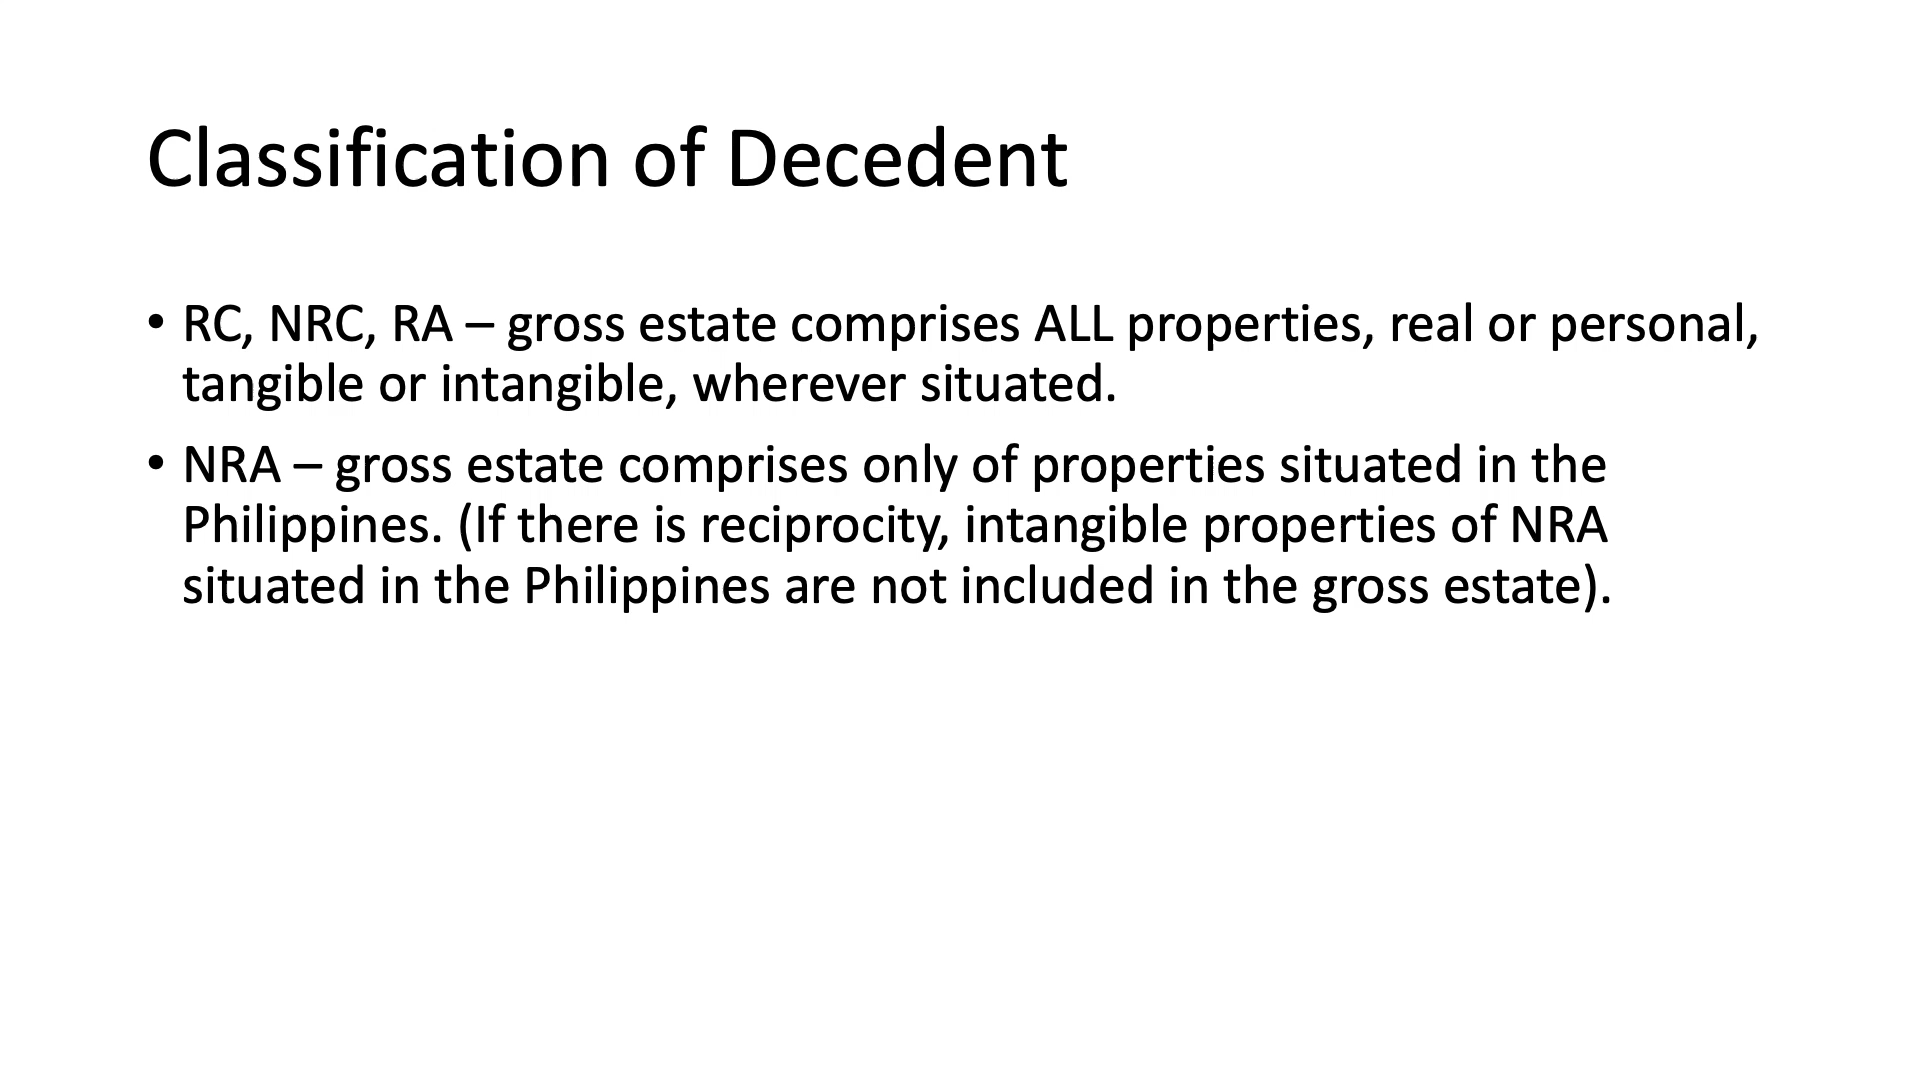 Classification of Decedent
• RC, NRC, RA – gross estate comprises ALL properties, real or personal,
tangible or intangible, wherever situated.
• NRA – gross estate comprises only of properties situated in the
Philippines. (If there is reciprocity, intangible properties of NRA
situated in the Philippines are not included in the gross estate).